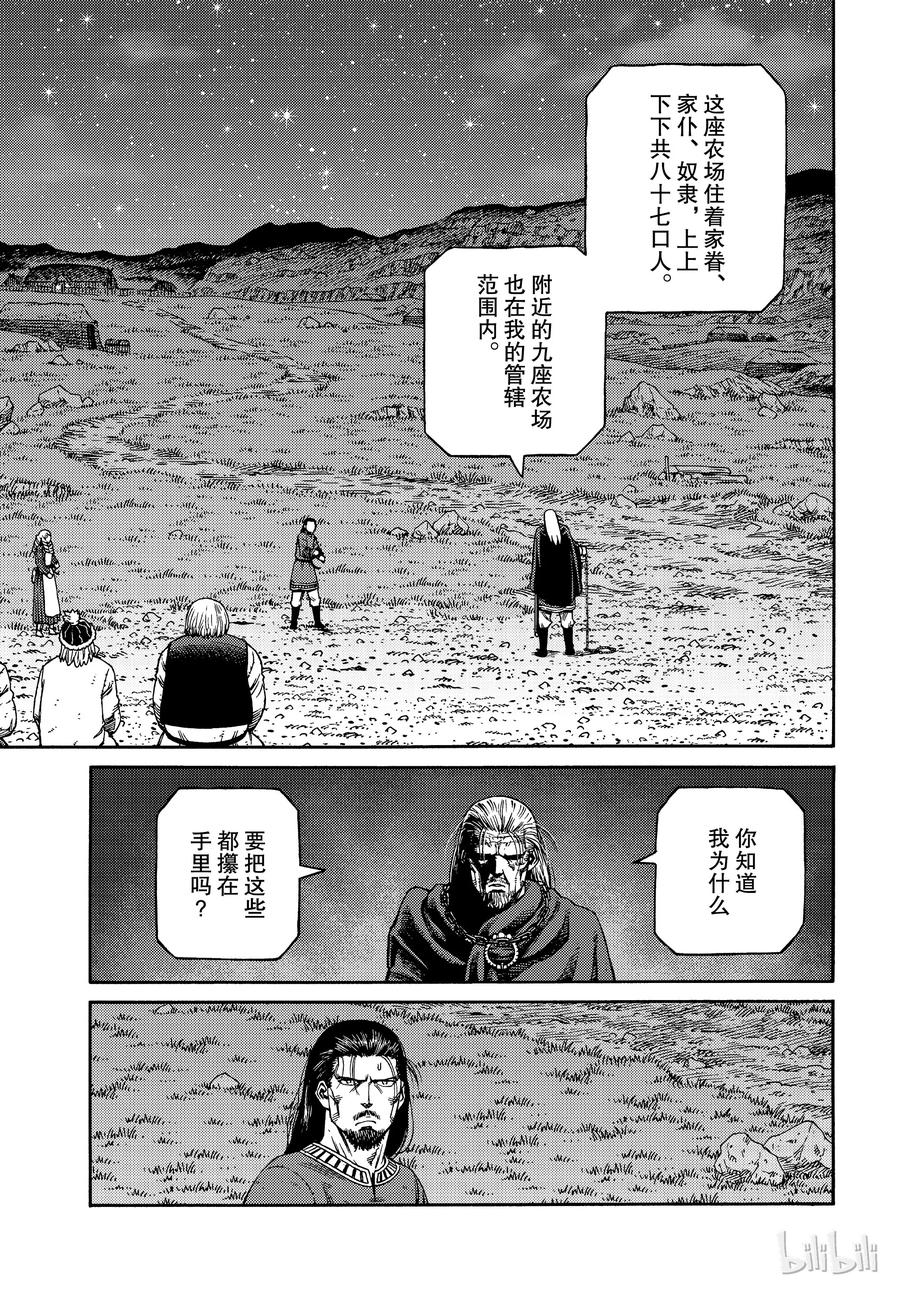 这座农场住着家眷、
家仆、奴隶，上上
下下共八十七口人。
附近的九座农场
也在我的管辖
范围内。
你知道
我为什么
要把这些
都攥在
手里吗？
bilibili